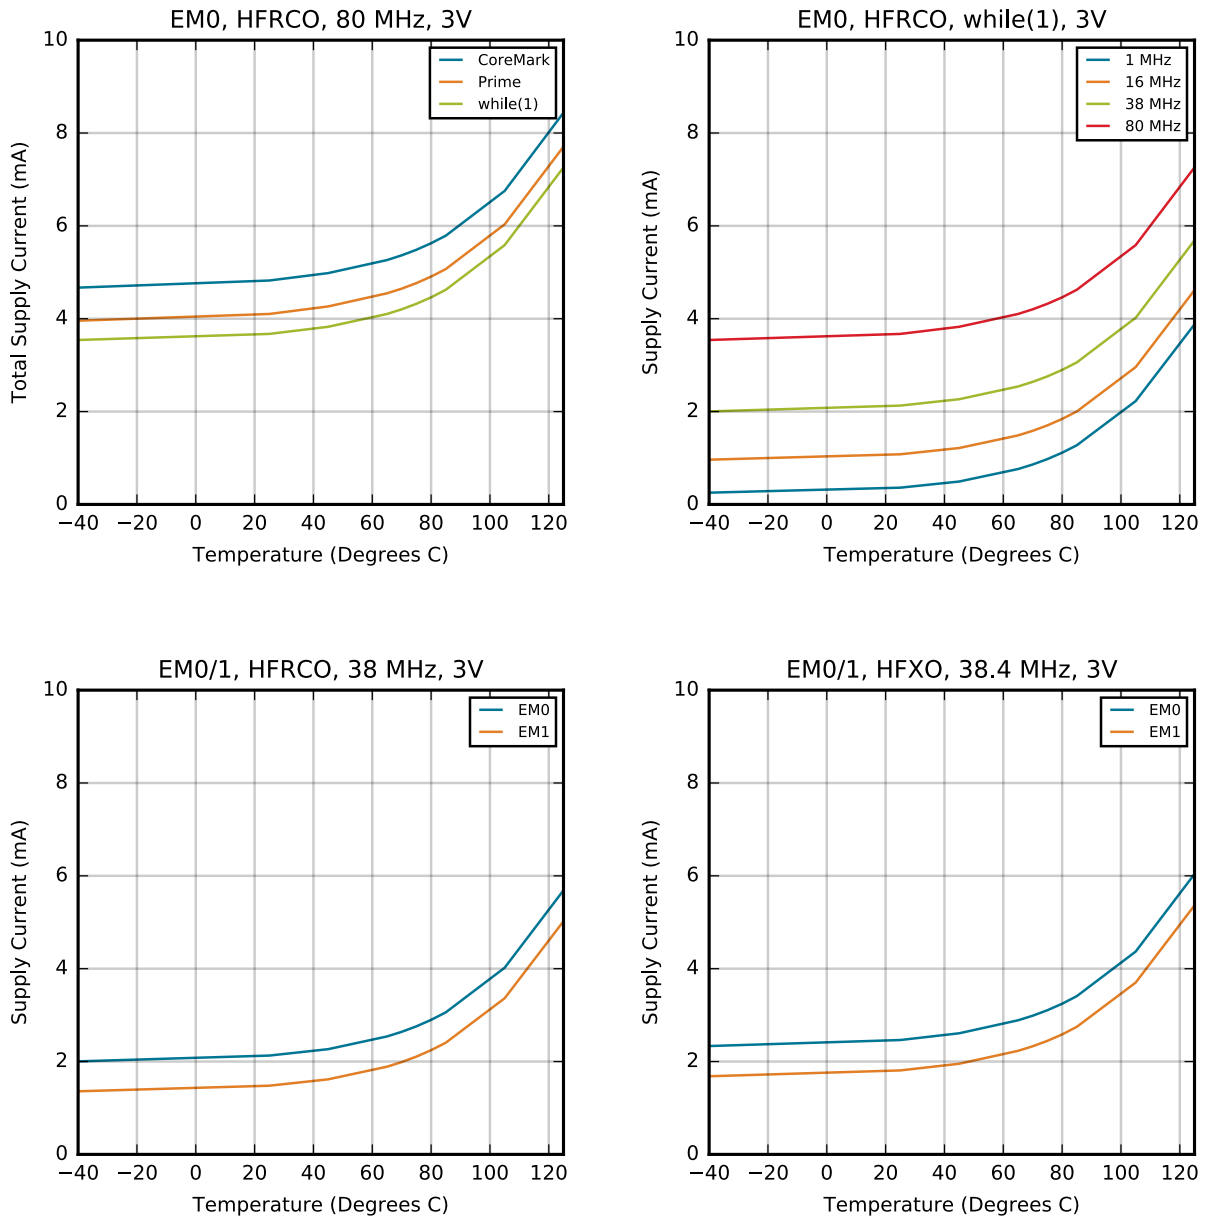 EM0, HFRCO, 80 MHz, 3V
Total Supply Current (mA)
10
8
6
4
2
0
CoreMark
Prime
while(1)
−40 −20 0 20 40 60 80 100 120
Temperature (Degrees C)
EM0, HFRCO, while(1), 3V
Supply Current (mA)
10
8
6
4
2
0
1 MHz
16 MHz
38 MHz
80 MHz
−40 −20 0 20 40 60 80 100 120
Temperature (Degrees C)
EM0/1, HFRCO, 38 MHz, 3V
Supply Current (mA)
10
8
6
4
2
0
EM0
EM1
−40 −20 0 20 40 60 80 100 120
Temperature (Degrees C)
EM0/1, HFXO, 38.4 MHz, 3V
Supply Current (mA)
10
8
6
4
2
0
EM0
EM1
−40 −20 0 20 40 60 80 100 120
Temperature (Degrees C)